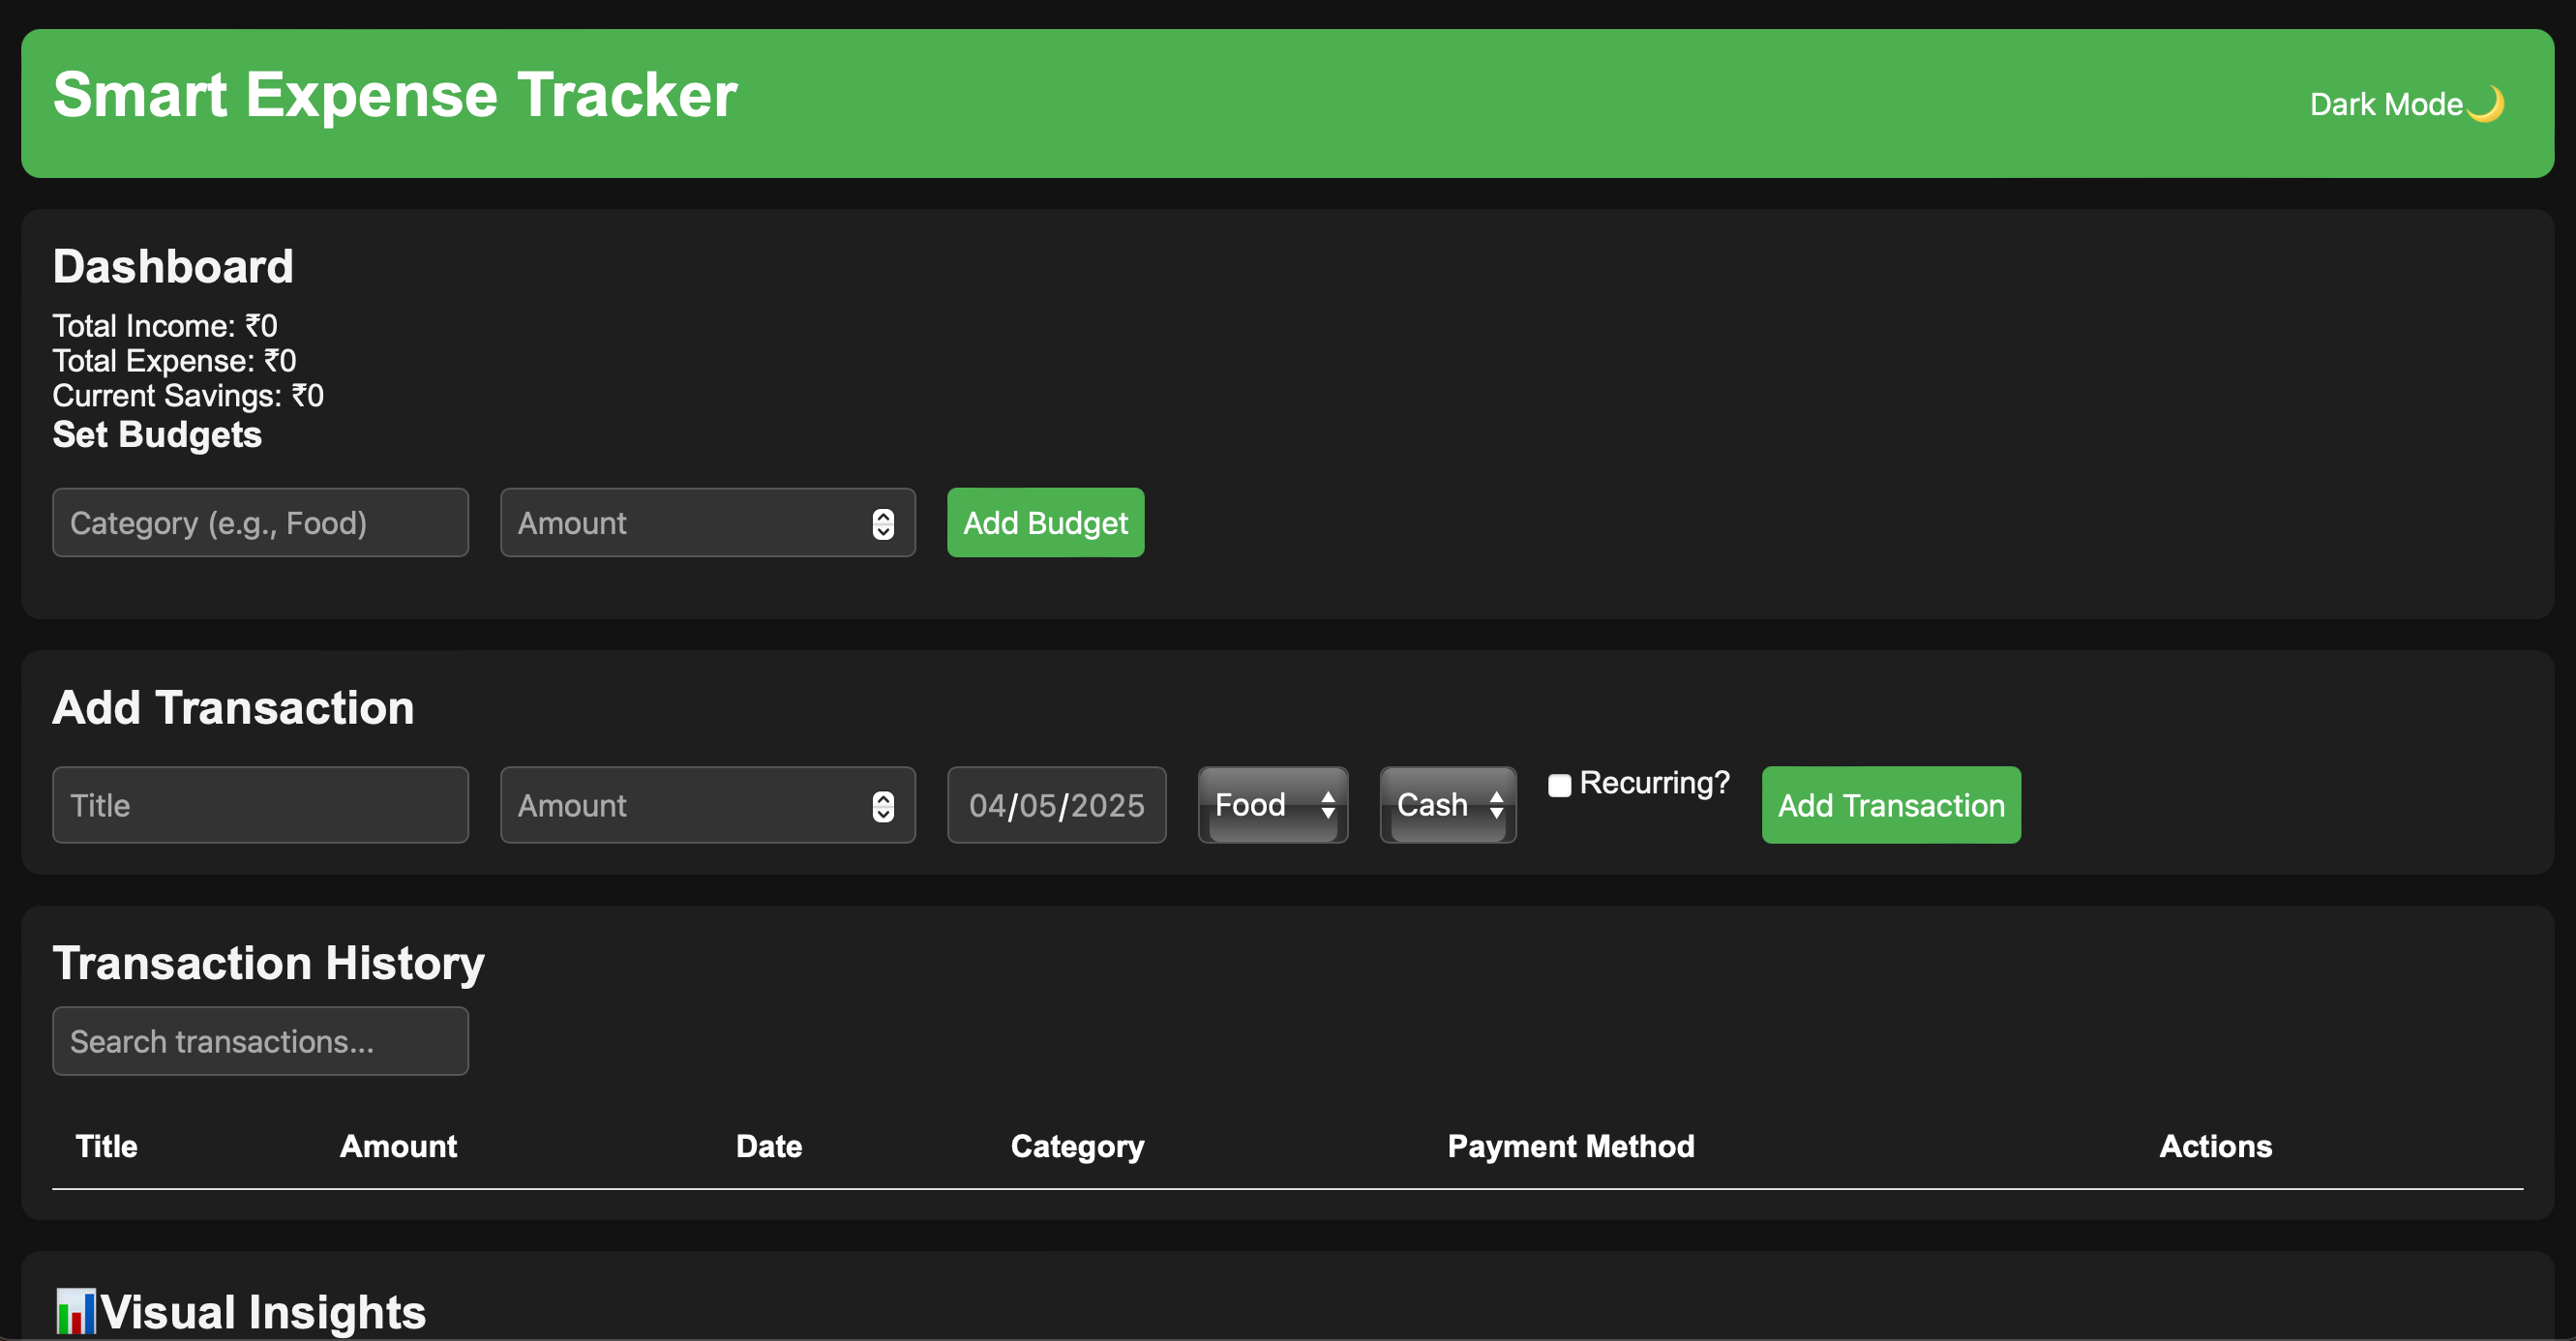 Smart Expense Tracker
Dark Mode🌙
Dashboard
Total Income: ₹0
Total Expense: ₹0
Current Savings: ₹0
Set Budgets
Category (e.g., Food) Amount Add Budget
Add Transaction
Title Amount 04/05/2025 Food Cash Recurring? Add Transaction
Transaction History
Search transactions...
Title Amount Date Category Payment Method Actions
📊Visual Insights